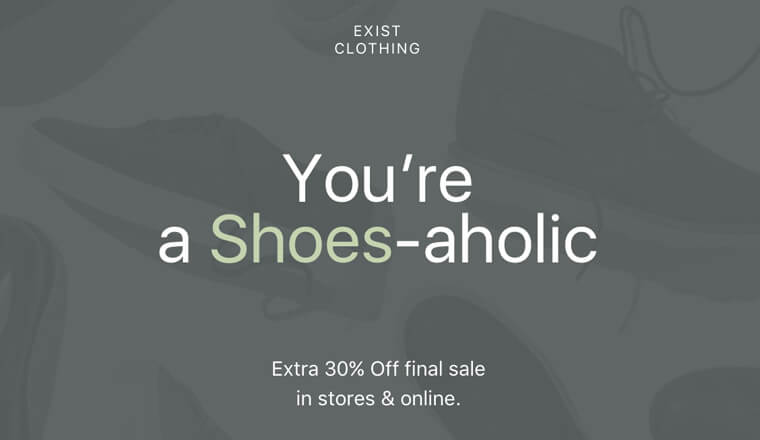 EXIST
CLOTHING
You’re
a Shoes-aholic
Extra 30% Off final sale
in stores & online.